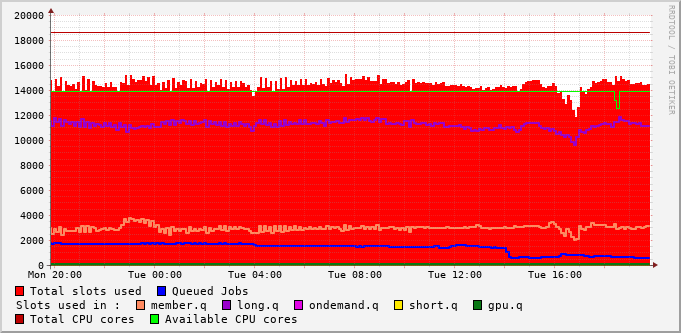 20000
18000
16000
14000
12000
10000
8000
6000
4000
2000
0
Mon 20:00 Tue 00:00 Tue 04:00 Tue 08:00 Tue 12:00 Tue 16:00
Total slots used Queued Jobs
Slots used in : member.q long.q ondemand.q short.q gpu.q
Total CPU cores Available CPU cores
RRDTOOL / TOBI OETIKER